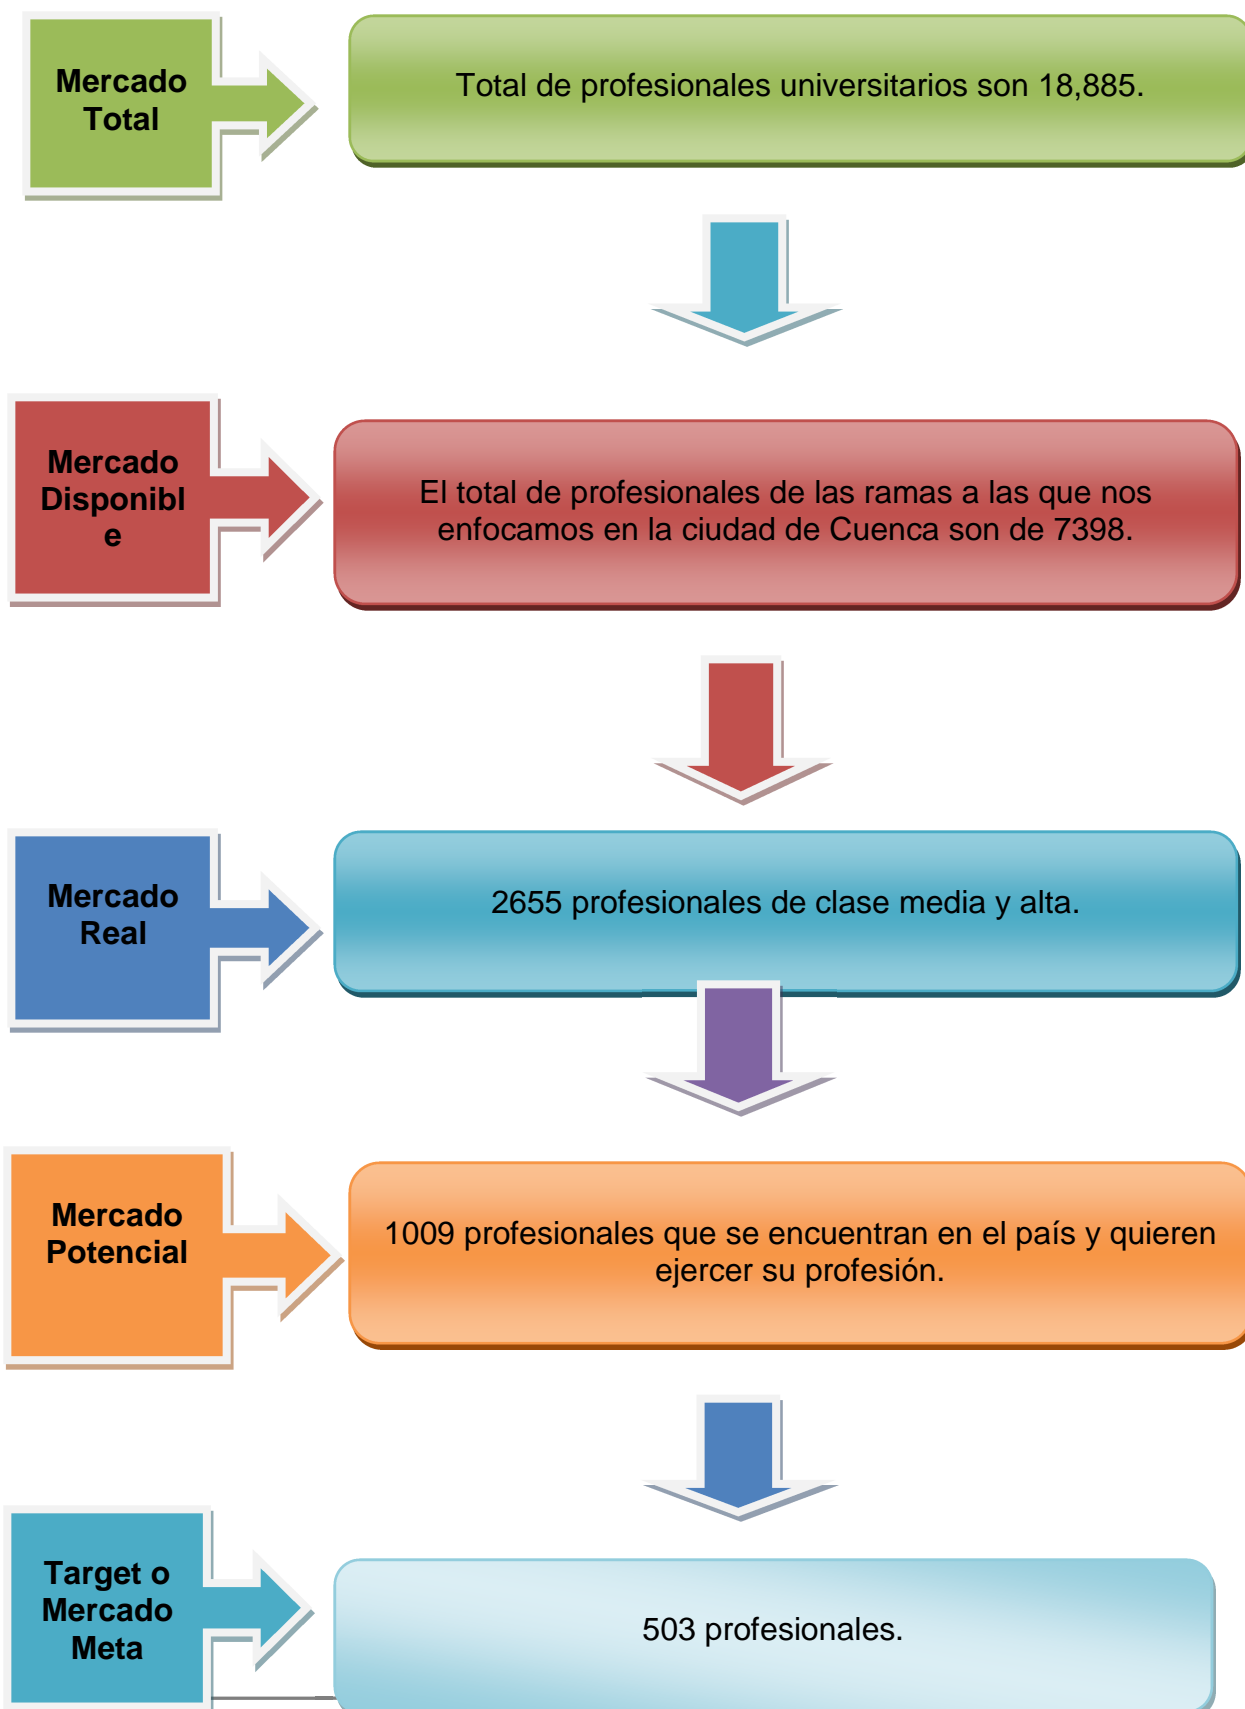 Mercado
Total
Total de profesionales universitarios son 18,885.
Mercado
Disponibl
e
El total de profesionales de las ramas a las que nos
enfocamos en la ciudad de Cuenca son de 7398.
Mercado
Real
2655 profesionales de clase media y alta.
Mercado
Potencial
1009 profesionales que se encuentran en el país y quieren
ejercer su profesión.
Target o
Mercado
Meta
503 profesionales.